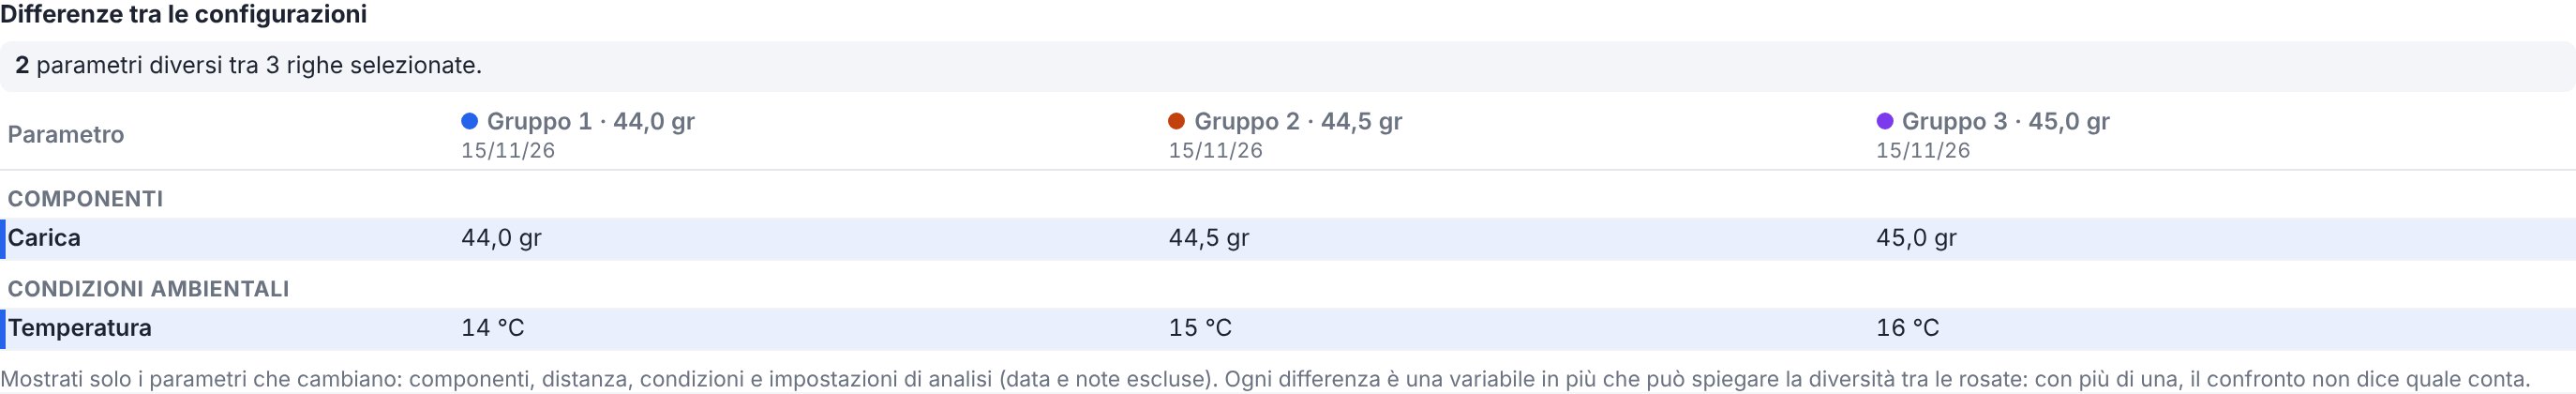 Differenze tra le configurazioni
2 parametri diversi tra 3 righe selezionate.
Parametro
Gruppo 1 · 44,0 gr
15/11/26
Gruppo 2 · 44,5 gr
15/11/26
Gruppo 3 · 45,0 gr
15/11/26
COMPONENTI
Carica 44,0 gr 44,5 gr 45,0 gr
CONDIZIONI AMBIENTALI
Temperatura 14 °C 15 °C 16 °C
Mostrati solo i parametri che cambiano: componenti, distanza, condizioni e impostazioni di analisi (data e note escluse). Ogni differenza è una variabile in più che può spiegare la diversità tra le rosate: con più di una, il confronto non dice quale conta.